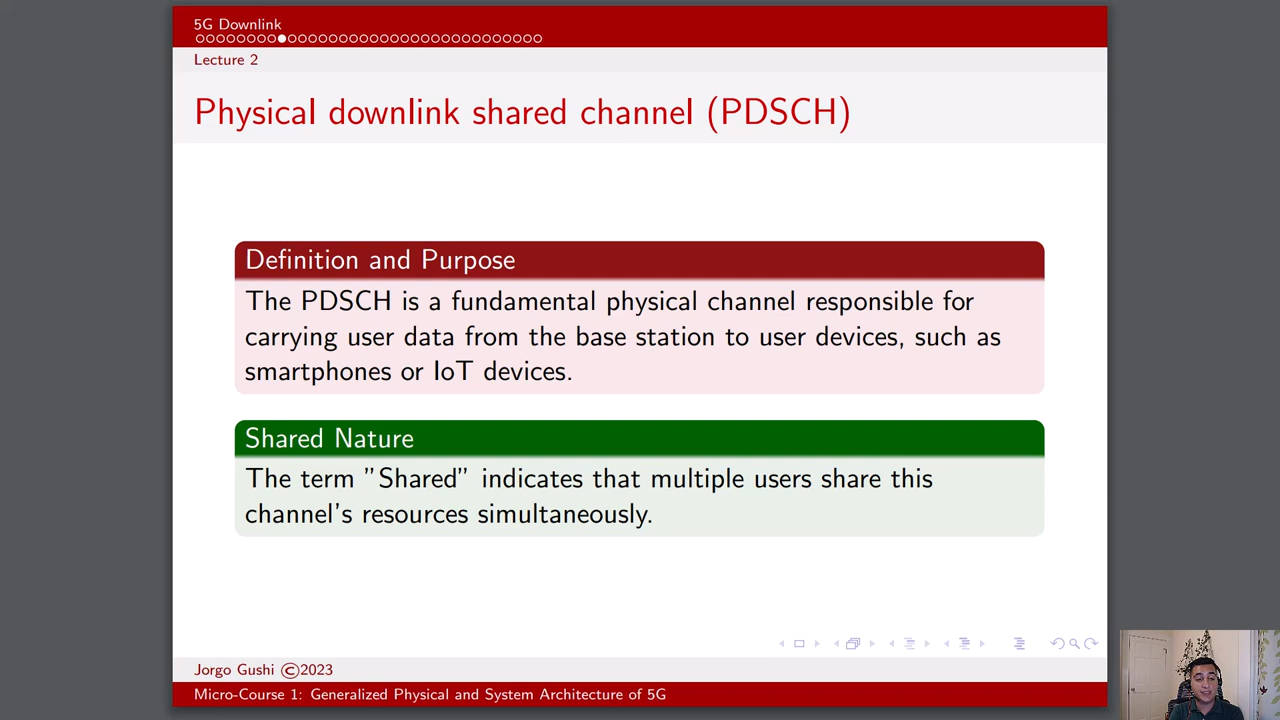 5G Downlink
Lecture 2
Physical downlink shared channel (PDSCH)
Definition and Purpose
The PDSCH is a fundamental physical channel responsible for
carrying user data from the base station to user devices, such as
smartphones or IoT devices.
Shared Nature
The term ”Shared” indicates that multiple users share this
channel's resources simultaneously.
Jorgo Gushi ©2023
Micro-Course 1: Generalized Physical and System Architecture of 5G